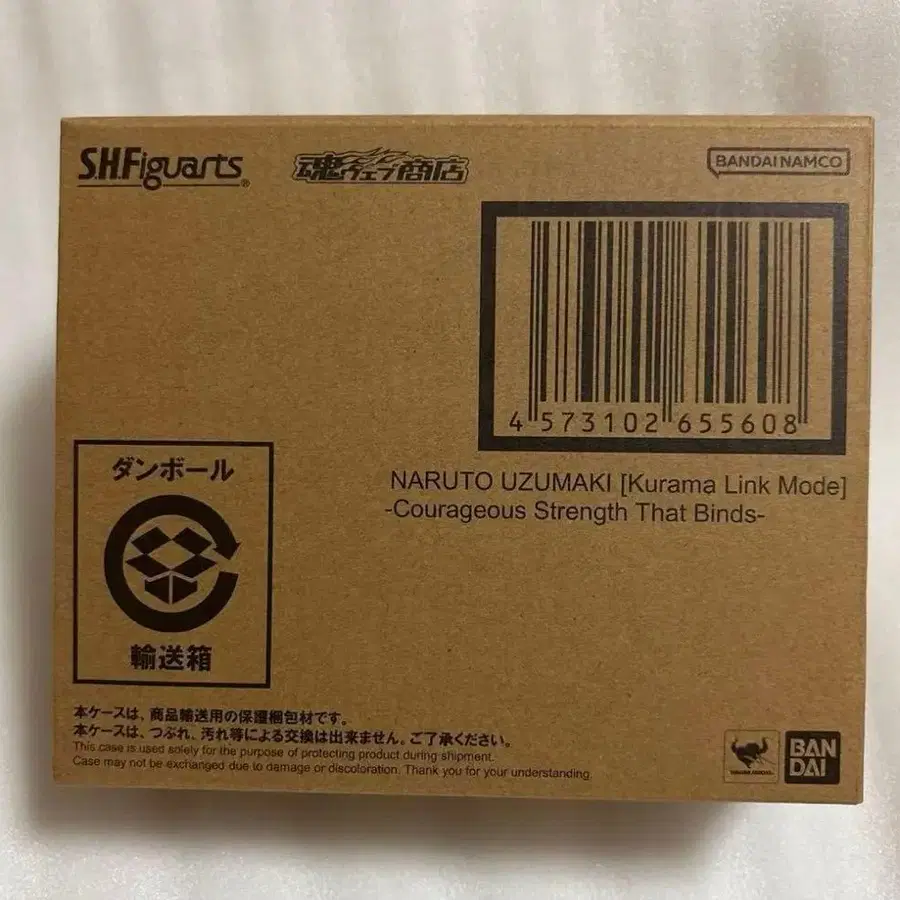 S.H.Figuarts®
魂ウェブ商店
BANDAI NAMCO
4 573102 655608
NARUTO UZUMAKI [Kurama Link Mode]
-Courageous Strength That Binds-
ダンボール
輸送箱
本ケースは、商品輸送用の保護梱包材です。
本ケースは、つぶれ、汚れ等による交換は出来ません。ご了承ください。
This case is used solely for the purpose of protecting product during shipment.
Case may not be exchanged due to damage or discoloration. Thank you for your understanding.
BAN
DAI